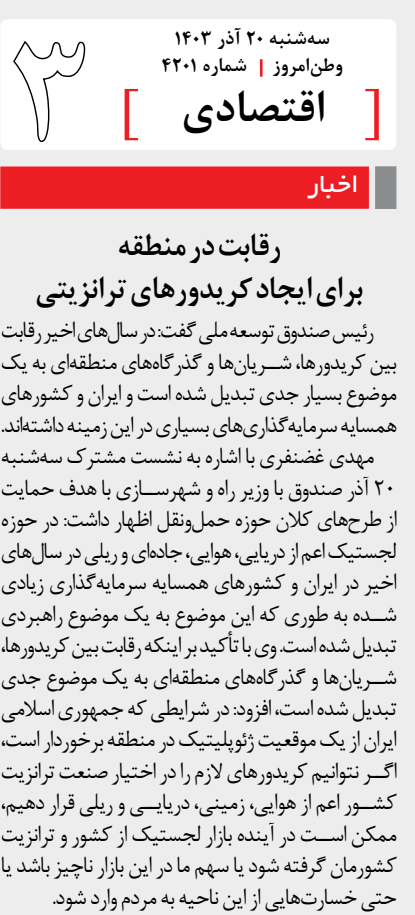 سه‌شنبه ۲۰ آذر ۱۴۰۳
وطن‌امروز | شماره ۴۲۰۱
۳
[ اقتصادی ]
اخبار
رقابت در منطقه
برای ایجاد کریدورهای ترانزیتی
رئیس صندوق توسعه‌ملی گفت: در سال‌های اخیر رقابت
بین کریدورها، شریان‌ها و گذرگاه‌های منطقه‌ای به یک
موضوع بسیار جدی تبدیل شده است و ایران و کشورهای
همسایه سرمایه‌گذاری‌های بسیاری در این زمینه داشته‌اند.
مهدی غضنفری با اشاره به نشست مشترک سه‌شنبه
۲۰ آذر صندوق با وزیر راه و شهرسازی با هدف حمایت
از طرح‌های کلان حوزه حمل‌ونقل اظهار داشت: در حوزه
لجستیک اعم از دریایی، هوایی، جاده‌ای و ریلی در سال‌های
اخیر در ایران و کشورهای همسایه سرمایه‌گذاری زیادی
شده به طوری که این موضوع به یک موضوع راهبردی
تبدیل شده است. وی با تأکید بر اینکه رقابت بین کریدورها،
شریان‌ها و گذرگاه‌های منطقه‌ای به یک موضوع جدی
تبدیل شده است، افزود: در شرایطی که جمهوری اسلامی
ایران از یک موقعیت ژئوپلیتیک در منطقه برخوردار است،
اگر نتوانیم کریدورهای لازم را در اختیار صنعت ترانزیت
کشور اعم از هوایی، زمینی، دریایی و ریلی قرار دهیم،
ممکن است در آینده بازار لجستیک از کشور و ترانزیت
کشورمان گرفته شود یا سهم ما در این بازار ناچیز باشد یا
حتی خسارت‌هایی از این ناحیه به مردم وارد شود.